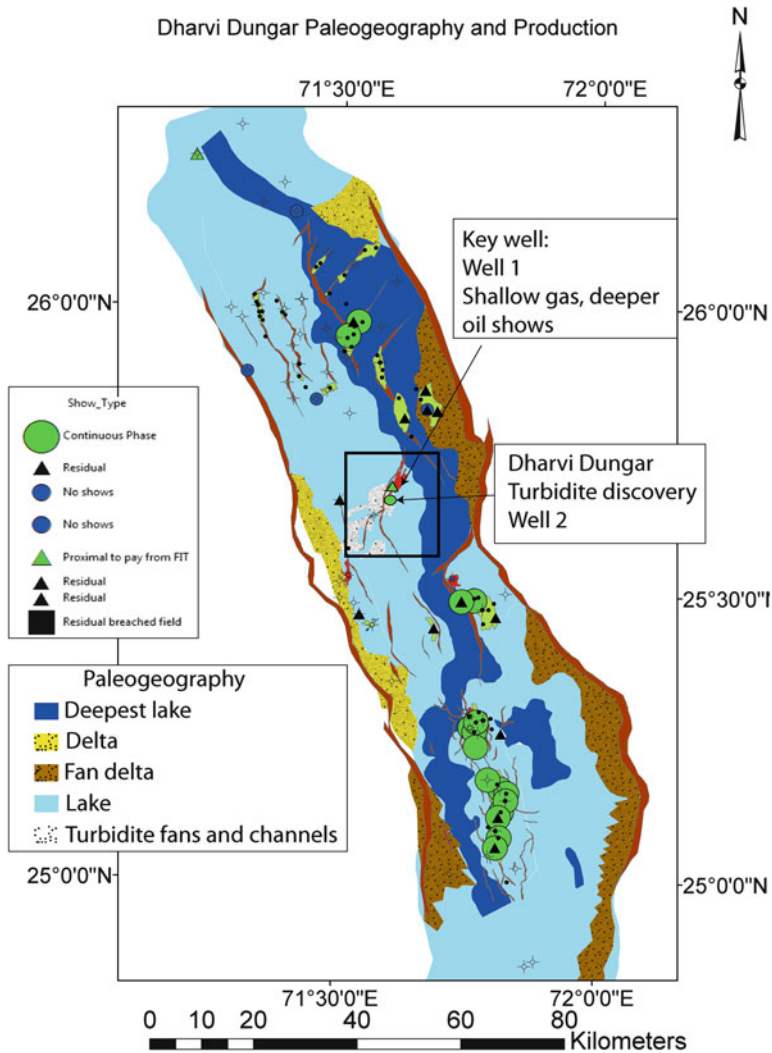 Dharvi Dungar Paleogeography and Production
N
71°30'0"E
72°0'0"E
Key well:
Well 1
Shallow gas, deeper
oil shows
26°0'0"N
26°0'0"N
Show_Type
Continuous Phase
Residual
No shows
No shows
Proximal to pay from FIT
Residual
Residual
Residual breached field
Dharvi Dungar
Turbidite discovery
Well 2
25°30'0"N
Paleogeography
Deepest lake
Delta
Fan delta
Lake
Turbidite fans and channels
25°0'0"N
25°0'0"N
71°30'0"E
72°0'0"E
0 10 20 40 60 80
Kilometers